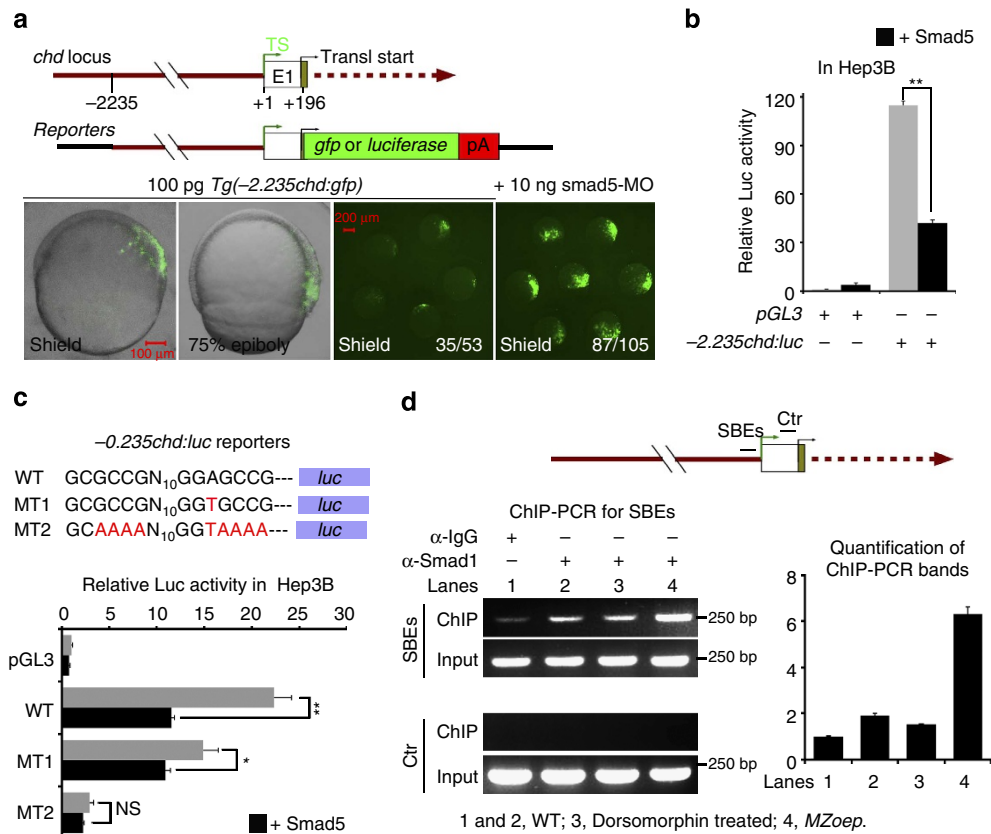 a
TS
chd locus
Transl start
E1
–2235
+1
+196
Reporters
gfp or luciferase
pA
100 pg Tg(–2.235chd:gfp)
+ 10 ng smad5-MO
200 μm
Shield
100 μm
75% epiboly
Shield
35/53
Shield
87/105
b
+ Smad5
In Hep3B
**
Relative Luc activity
120
90
60
30
0
pGL3
+ + – –
–2.235chd:luc
– – + +
c
–0.235chd:luc reporters
WT GCGCCGN10GGAGCCG--- luc
MT1 GCGCCGN10GGTGCCG--- luc
MT2 GCAAAAN10GGTAAAA--- luc
Relative Luc activity in Hep3B
0 5 10 15 20 25 30
pGL3
WT
**
MT1
*
MT2
NS
+ Smad5
d
SBEs
Ctr
ChIP-PCR for SBEs
α-IgG + – – –
α-Smad1 – + + +
Lanes 1 2 3 4
SBEs
ChIP
250 bp
Input
250 bp
Ctr
ChIP
Input
250 bp
Quantification of
ChIP-PCR bands
8
6
4
2
0
Lanes 1 2 3 4
1 and 2, WT; 3, Dorsomorphin treated; 4, MZoep.